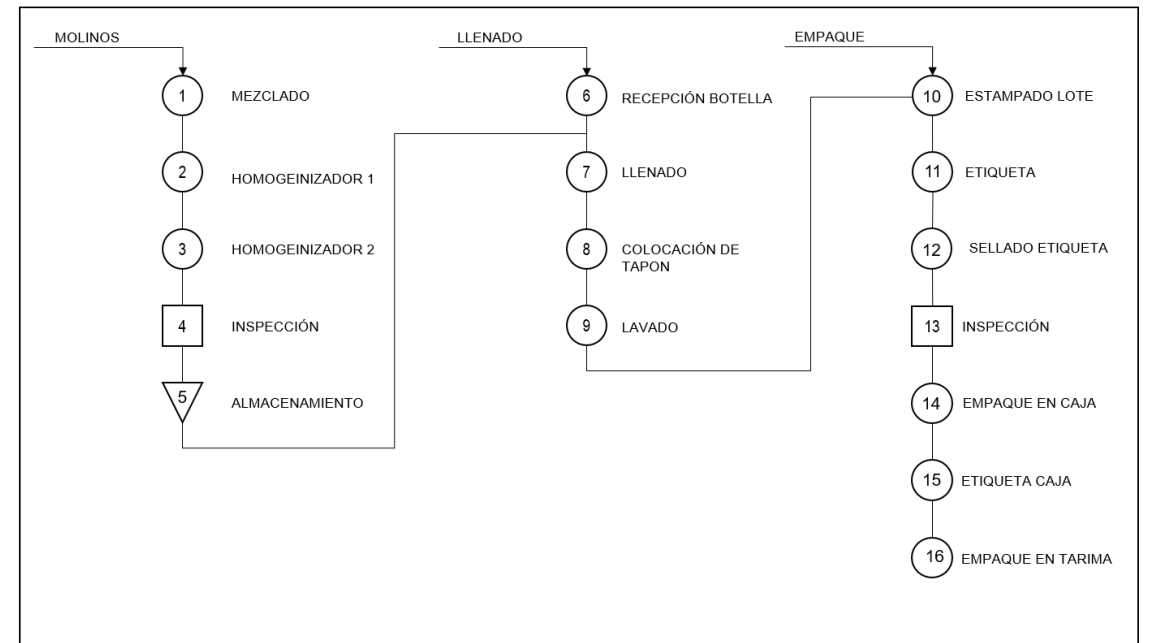 MOLINOS
1 MEZCLADO
2 HOMOGEINIZADOR 1
3 HOMOGEINIZADOR 2
4 INSPECCIÓN
5 ALMACENAMIENTO
LLENADO
6 RECEPCIÓN BOTELLA
7 LLENADO
8 COLOCACIÓN DE
TAPON
9 LAVADO
EMPAQUE
10 ESTAMPADO LOTE
11 ETIQUETA
12 SELLADO ETIQUETA
13 INSPECCIÓN
14 EMPAQUE EN CAJA
15 ETIQUETA CAJA
16 EMPAQUE EN TARIMA